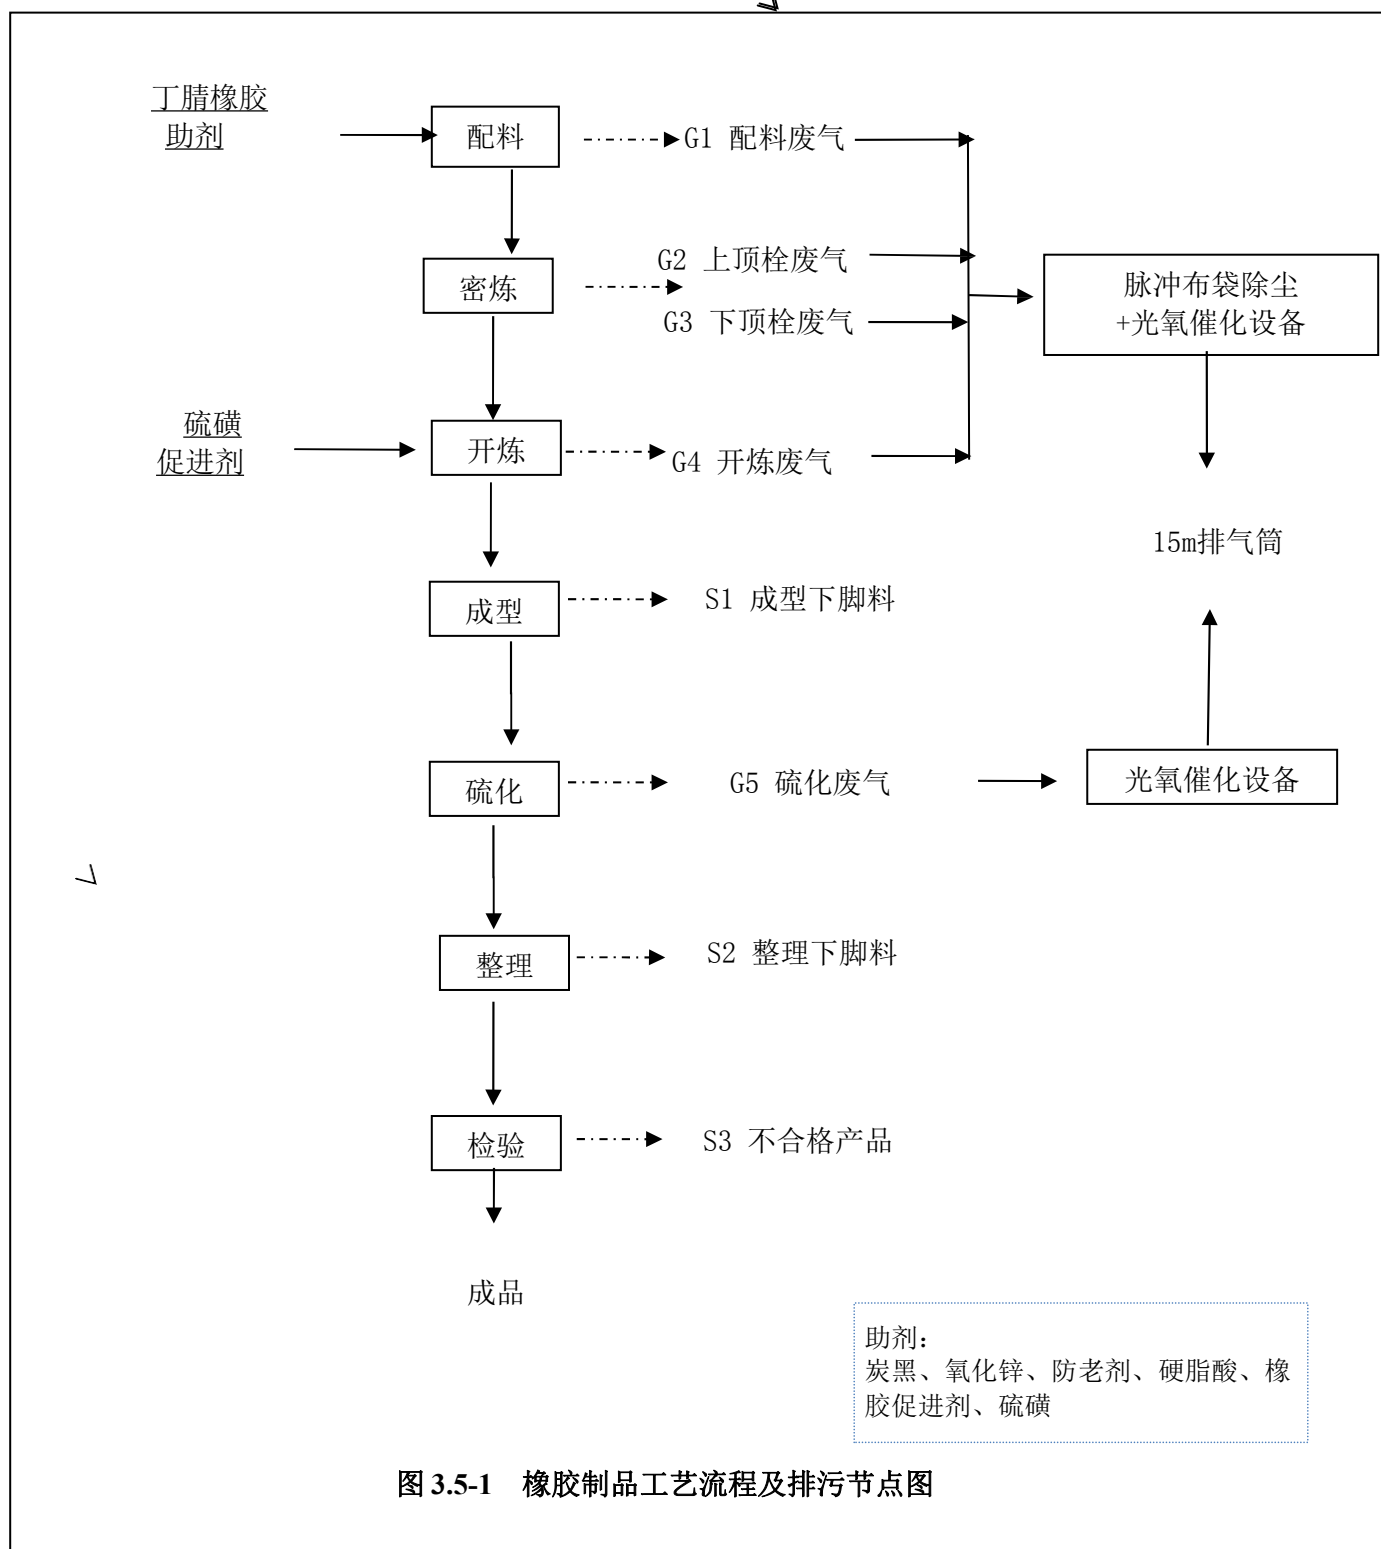 丁腈橡胶
助剂
配料
G1 配料废气
密炼
G2 上顶栓废气
G3 下顶栓废气
脉冲布袋除尘
+光氧催化设备
硫磺
促进剂
开炼
G4 开炼废气
15m排气筒
成型
S1 成型下脚料
硫化
G5 硫化废气
光氧催化设备
整理
S2 整理下脚料
检验
S3 不合格产品
成品
助剂：
炭黑、氧化锌、防老剂、硬脂酸、橡
胶促进剂、硫磺
图 3.5-1 橡胶制品工艺流程及排污节点图